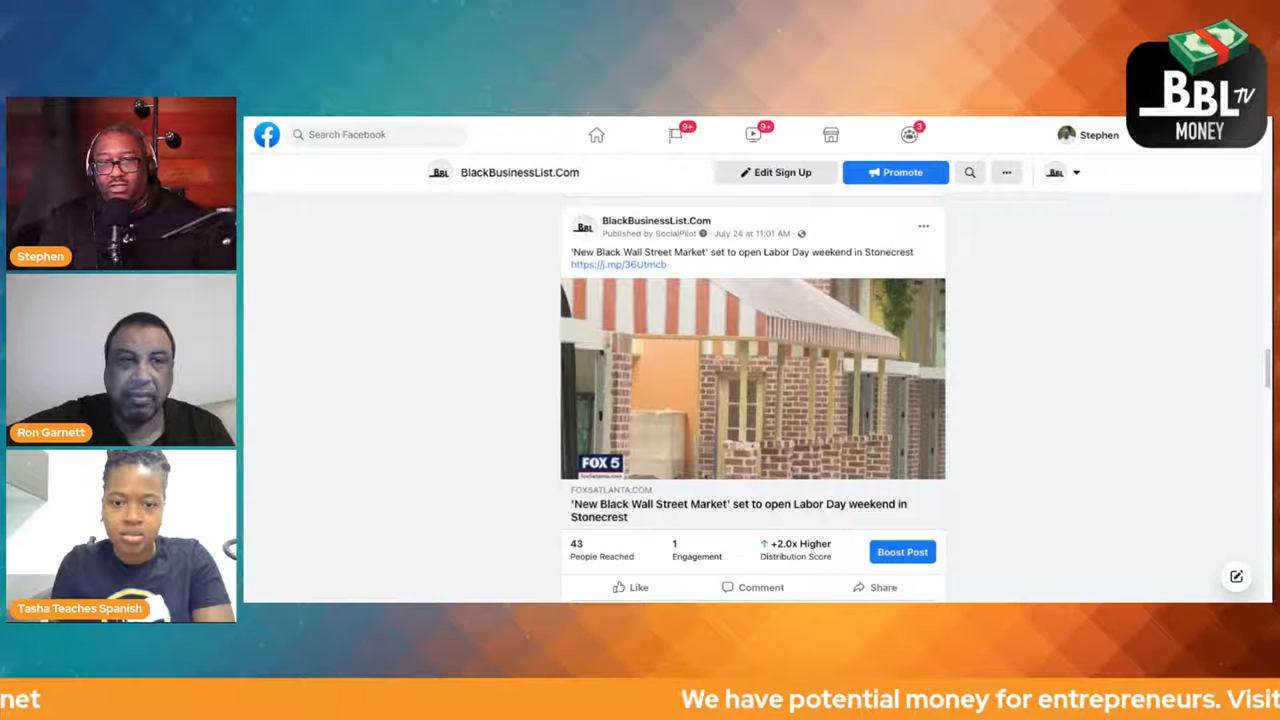 BBL TV
MONEY
Search Facebook
9+
9+
3
Stephen
BBL
BlackBusinessList.Com
Edit Sign Up
Promote
BBL
BBL
BlackBusinessList.Com
Published by SocialPilot · July 24 at 11:01 AM ·
'New Black Wall Street Market' set to open Labor Day weekend in Stonecrest
https://j.mp/36Utmcb
FOX 5
FOX5ATLANTA.COM
'New Black Wall Street Market' set to open Labor Day weekend in
Stonecrest
43
People Reached
1
Engagement
+2.0x Higher
Distribution Score
Boost Post
Like
Comment
Share
Stephen
Ron Garnett
Tasha Teaches Spanish
net
We have potential money for entrepreneurs. Visit